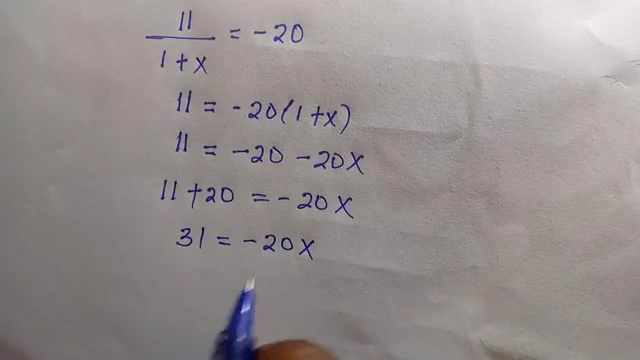 11/(1+x) = -20
11 = -20(1+x)
11 = -20 -20x
11+20 = -20x
31 = -20x